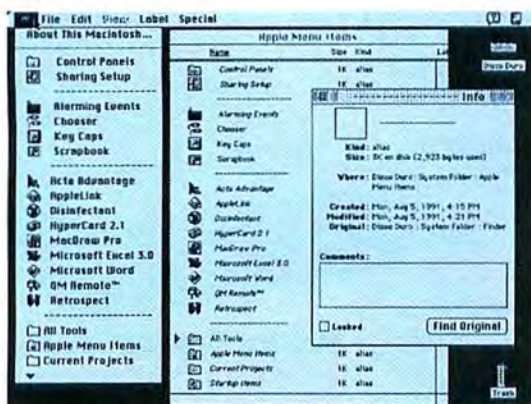 File Edit View Label Special
About This Macintosh...
Control Panels
Sharing Setup
Alarming Events
Chooser
Key Caps
Scrapbook
Acta Advantage
AppleLink
Disinfectant
HyperCard 2.1
MacDraw Pro
Microsoft Excel 3.0
Microsoft Word
QM Remote™
Retrospect
All Tools
Apple Menu Items
Current Projects
Apple Menu Items
Name Size Kind
Control Panels 1K alias
Sharing Setup 1K alias
Alarming Events
Chooser
Key Caps
Scrapbook
Acta Advantage
AppleLink
Disinfectant
HyperCard 2.1
MacDraw Pro
Microsoft Excel 3.0
Microsoft Word
QM Remote™
Retrospect
All Tools
Apple Menu Items 1K alias
Current Projects 1K alias
Startup Items 1K alias
Info
Kind: alias
Size: on disk (2,923 bytes used)
Where: Disco Duro: System Folder: Apple
Menu Items
Created: Mon, Aug 5, 1991, 4:15 PM
Modified: Mon, Aug 5, 1991, 4:21 PM
Original: Disco Duro: System Folder: Finder
Comments:
Locked
Find Original
Disco Duro
Trash